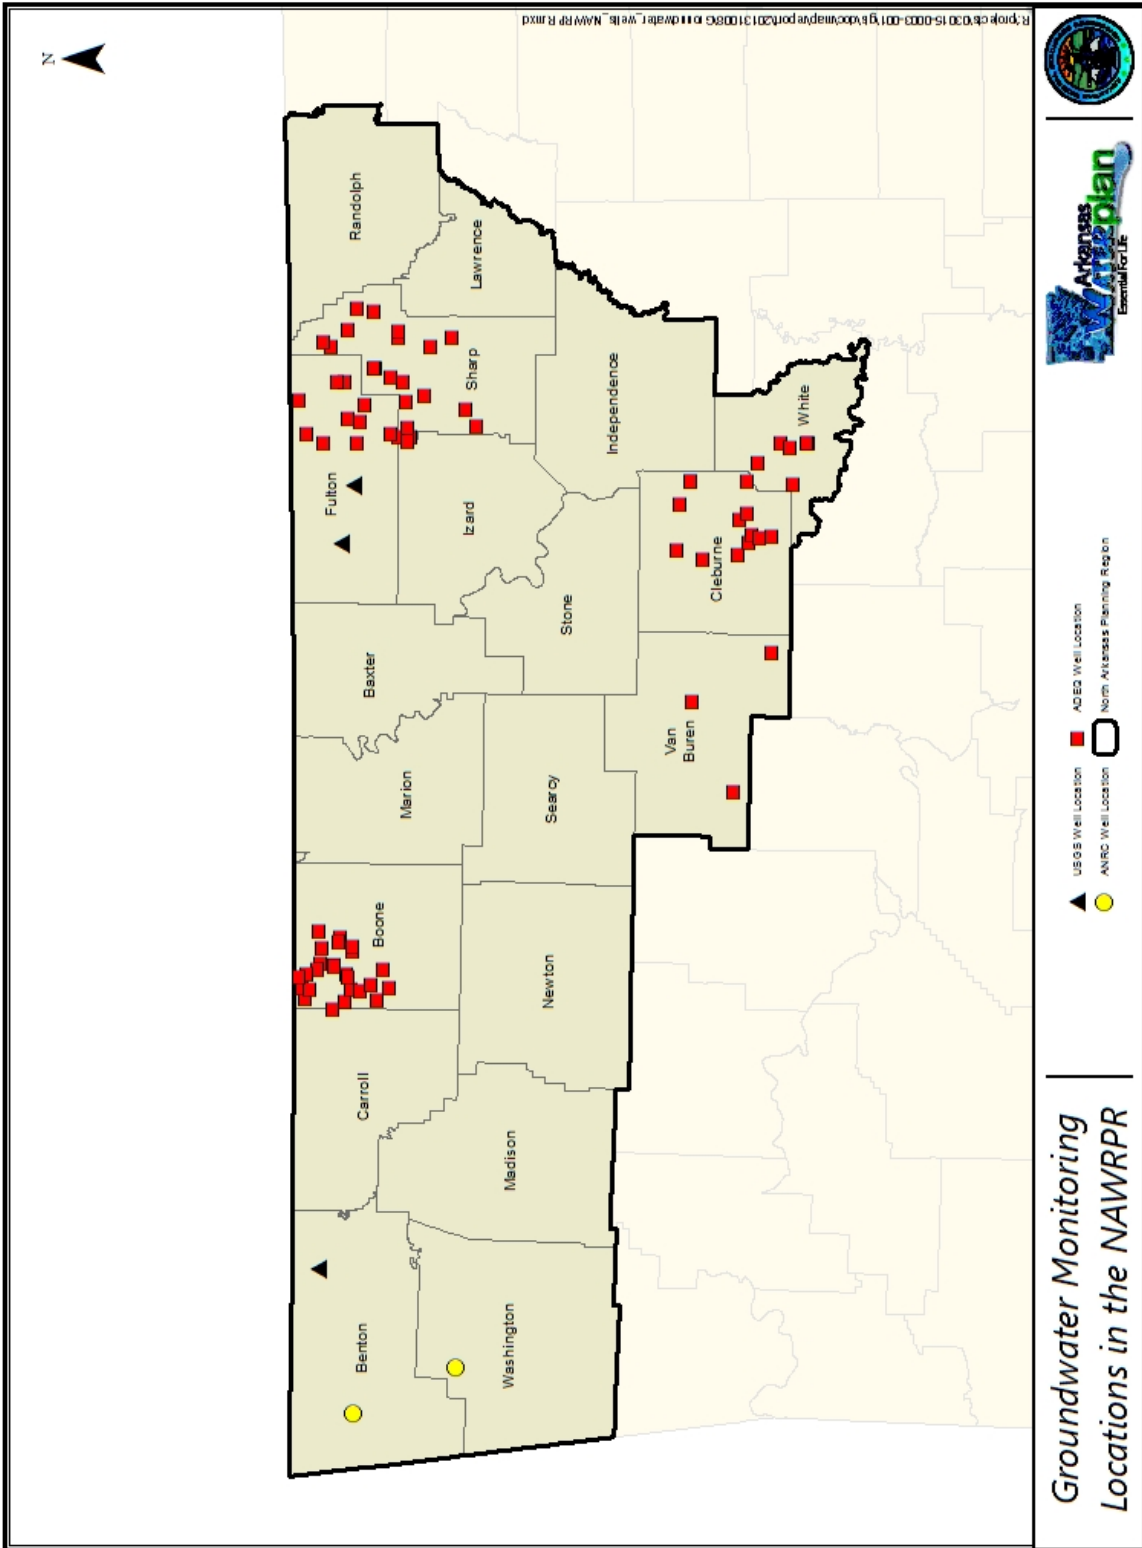 N
Randolph
Lawrence
Sharp
Fulton
Izard
Independence
White
Cleburne
Stone
Baxter
Marion
Searcy
Van
Buren
Boone
Newton
Carroll
Madison
Benton
Washington
Groundwater Monitoring
Locations in the NAWRPR
USGS Well Location
ADEQ Well Location
ANRC Well Location
North Arkansas Planning Region
Arkansas
WATERplan
Essential For Life